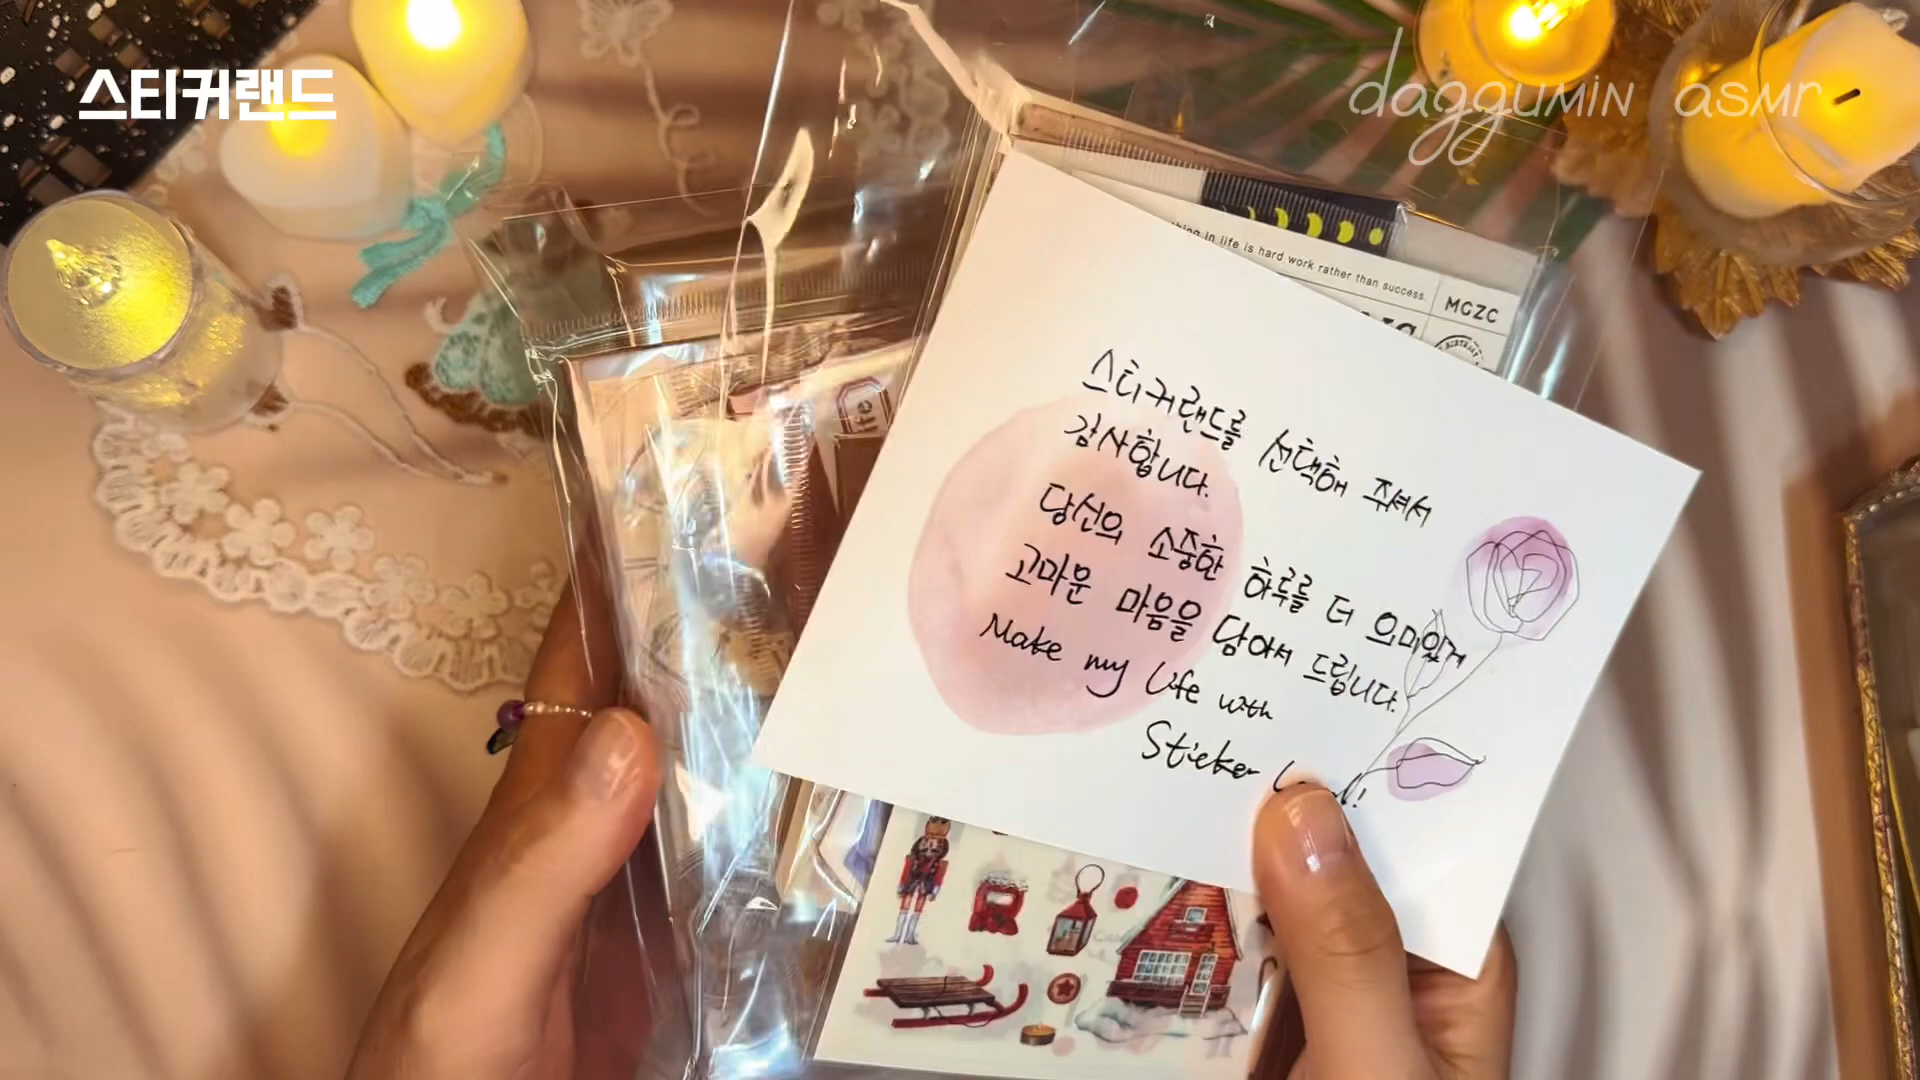 스티커랜드
daggumin asmr
in life is hard work rather than success.
MCZC
life
스티커랜드를 선택해 주셔서
감사합니다.
당신의 소중한 하루를 더 의미있게
고마운 마음을 담아서 드립니다.
Make my life with
Sticker